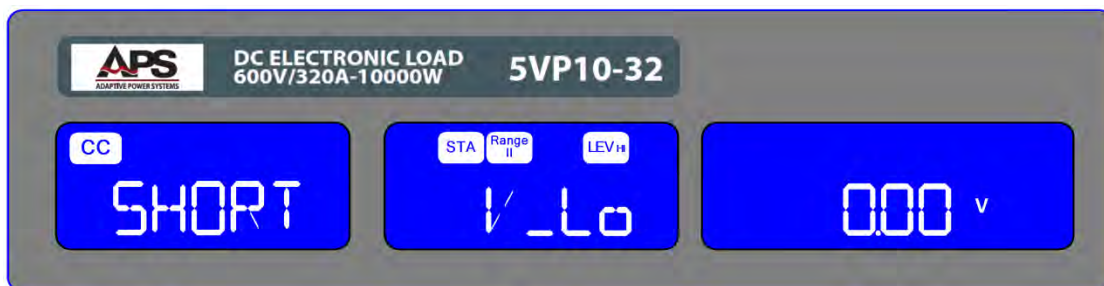 APS
ADAPTIVE POWER SYSTEMS
DC ELECTRONIC LOAD
600V/320A-10000W
5VP10-32
CC
SHORT
STA
Range
II
LEV HI
V_Lo
0.00 V